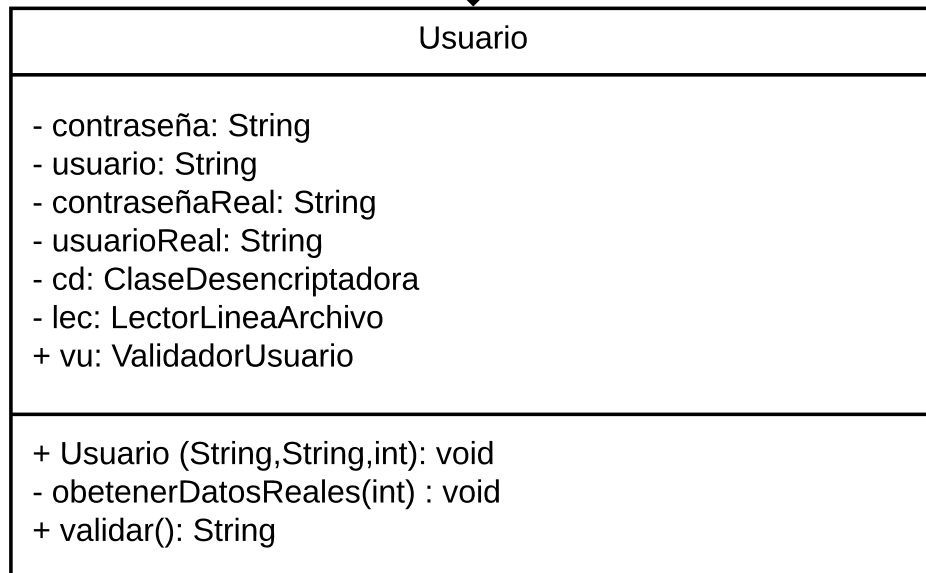 Usuario
- contraseña: String
- usuario: String
- contraseñaReal: String
- usuarioReal: String
- cd: ClaseDesencriptadora
- lec: LectorLineaArchivo
+ vu: ValidadorUsuario
+ Usuario (String,String,int): void
- obetenerDatosReales(int) : void
+ validar(): String